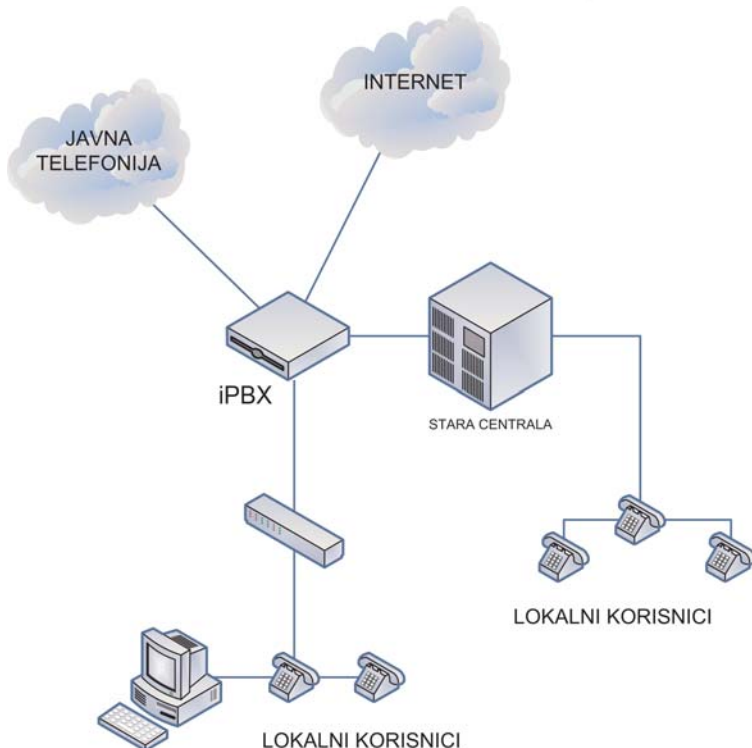 INTERNET
JAVNA
TELEFONIJA
iPBX
STARA CENTRALA
LOKALNI KORISNICI
LOKALNI KORISNICI